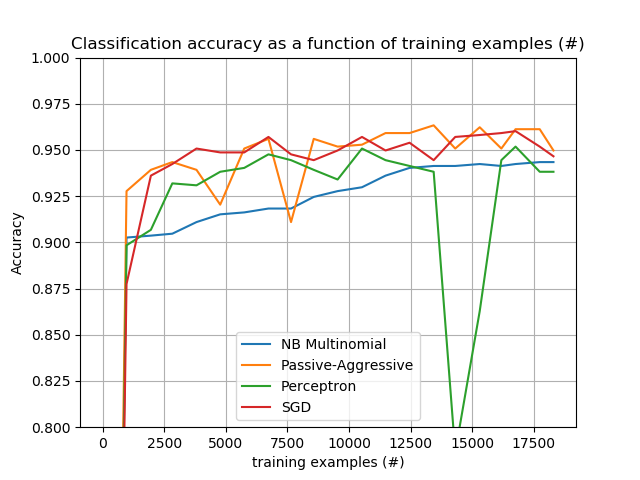 Classification accuracy as a function of training examples (#)
1.000
0.975
0.950
0.925
0.900
0.875
0.850
0.825
0.800
Accuracy
NB Multinomial
Passive-Aggressive
Perceptron
SGD
0 2500 5000 7500 10000 12500 15000 17500
training examples (#)